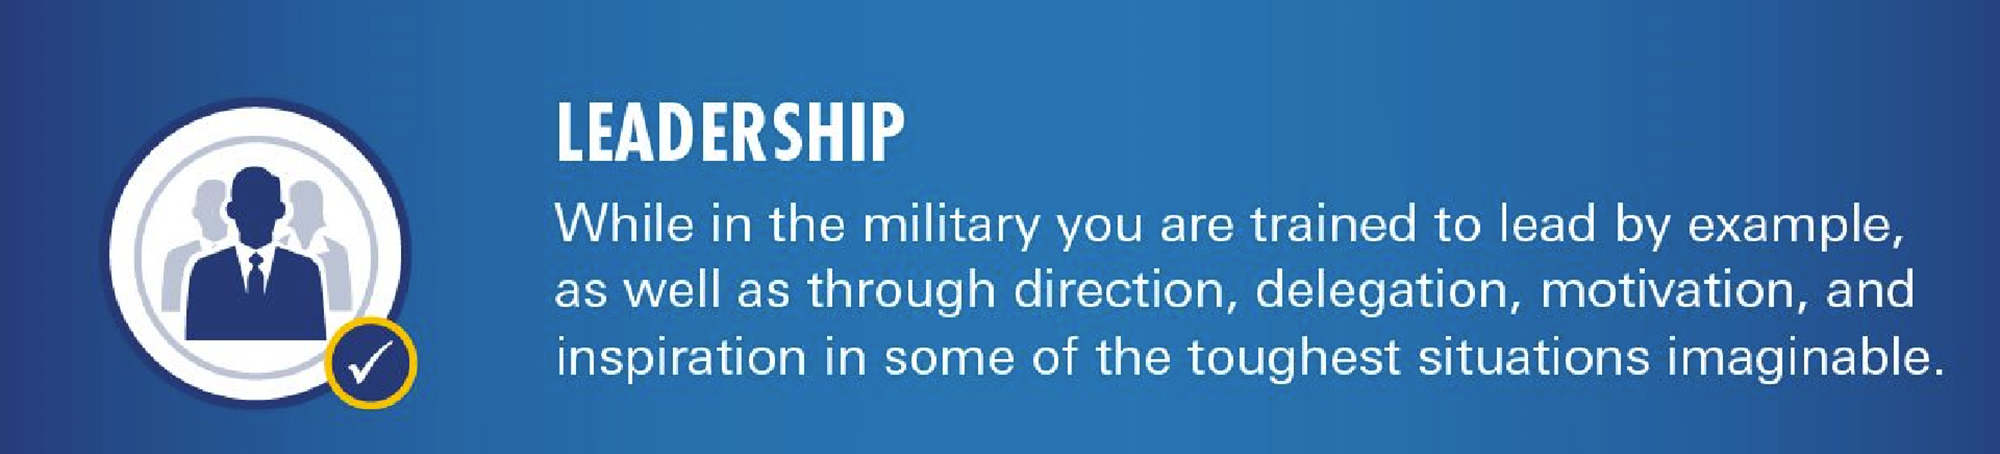 LEADERSHIP
While in the military you are trained to lead by example,
as well as through direction, delegation, motivation, and
inspiration in some of the toughest situations imaginable.